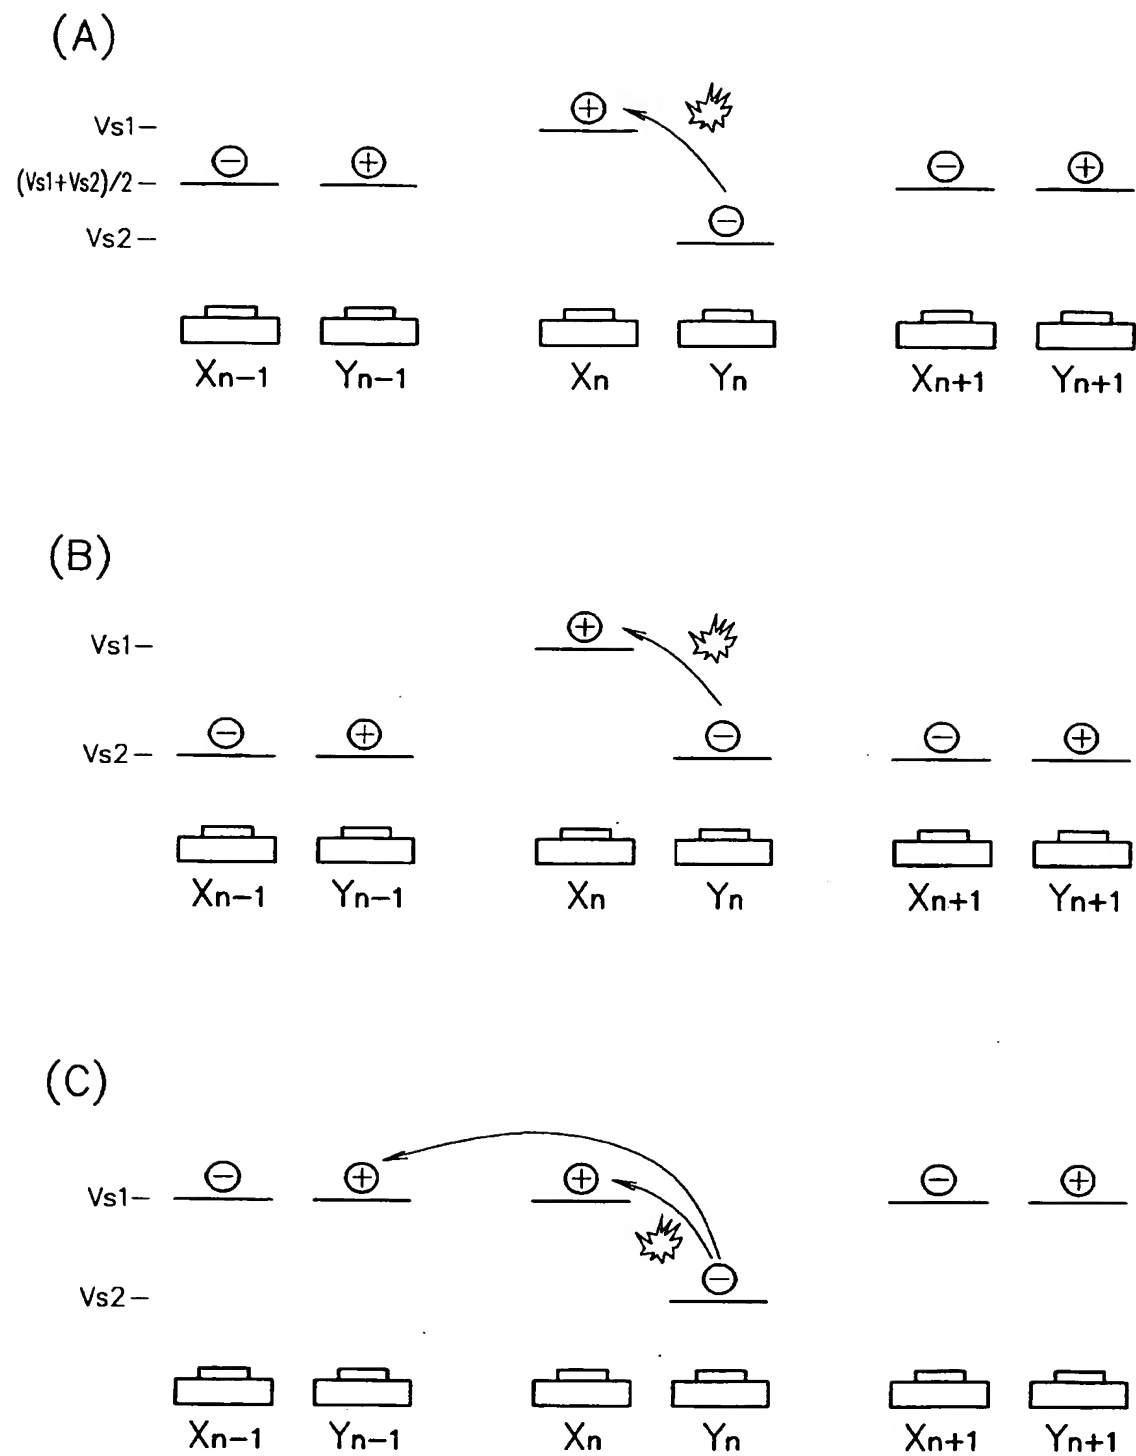 (A)
Vs1
(Vs1+Vs2)/2
Vs2
Xn-1 Yn-1 Xn Yn Xn+1 Yn+1
(B)
Vs1
Vs2
Xn-1 Yn-1 Xn Yn Xn+1 Yn+1
(C)
Vs1
Vs2
Xn-1 Yn-1 Xn Yn Xn+1 Yn+1